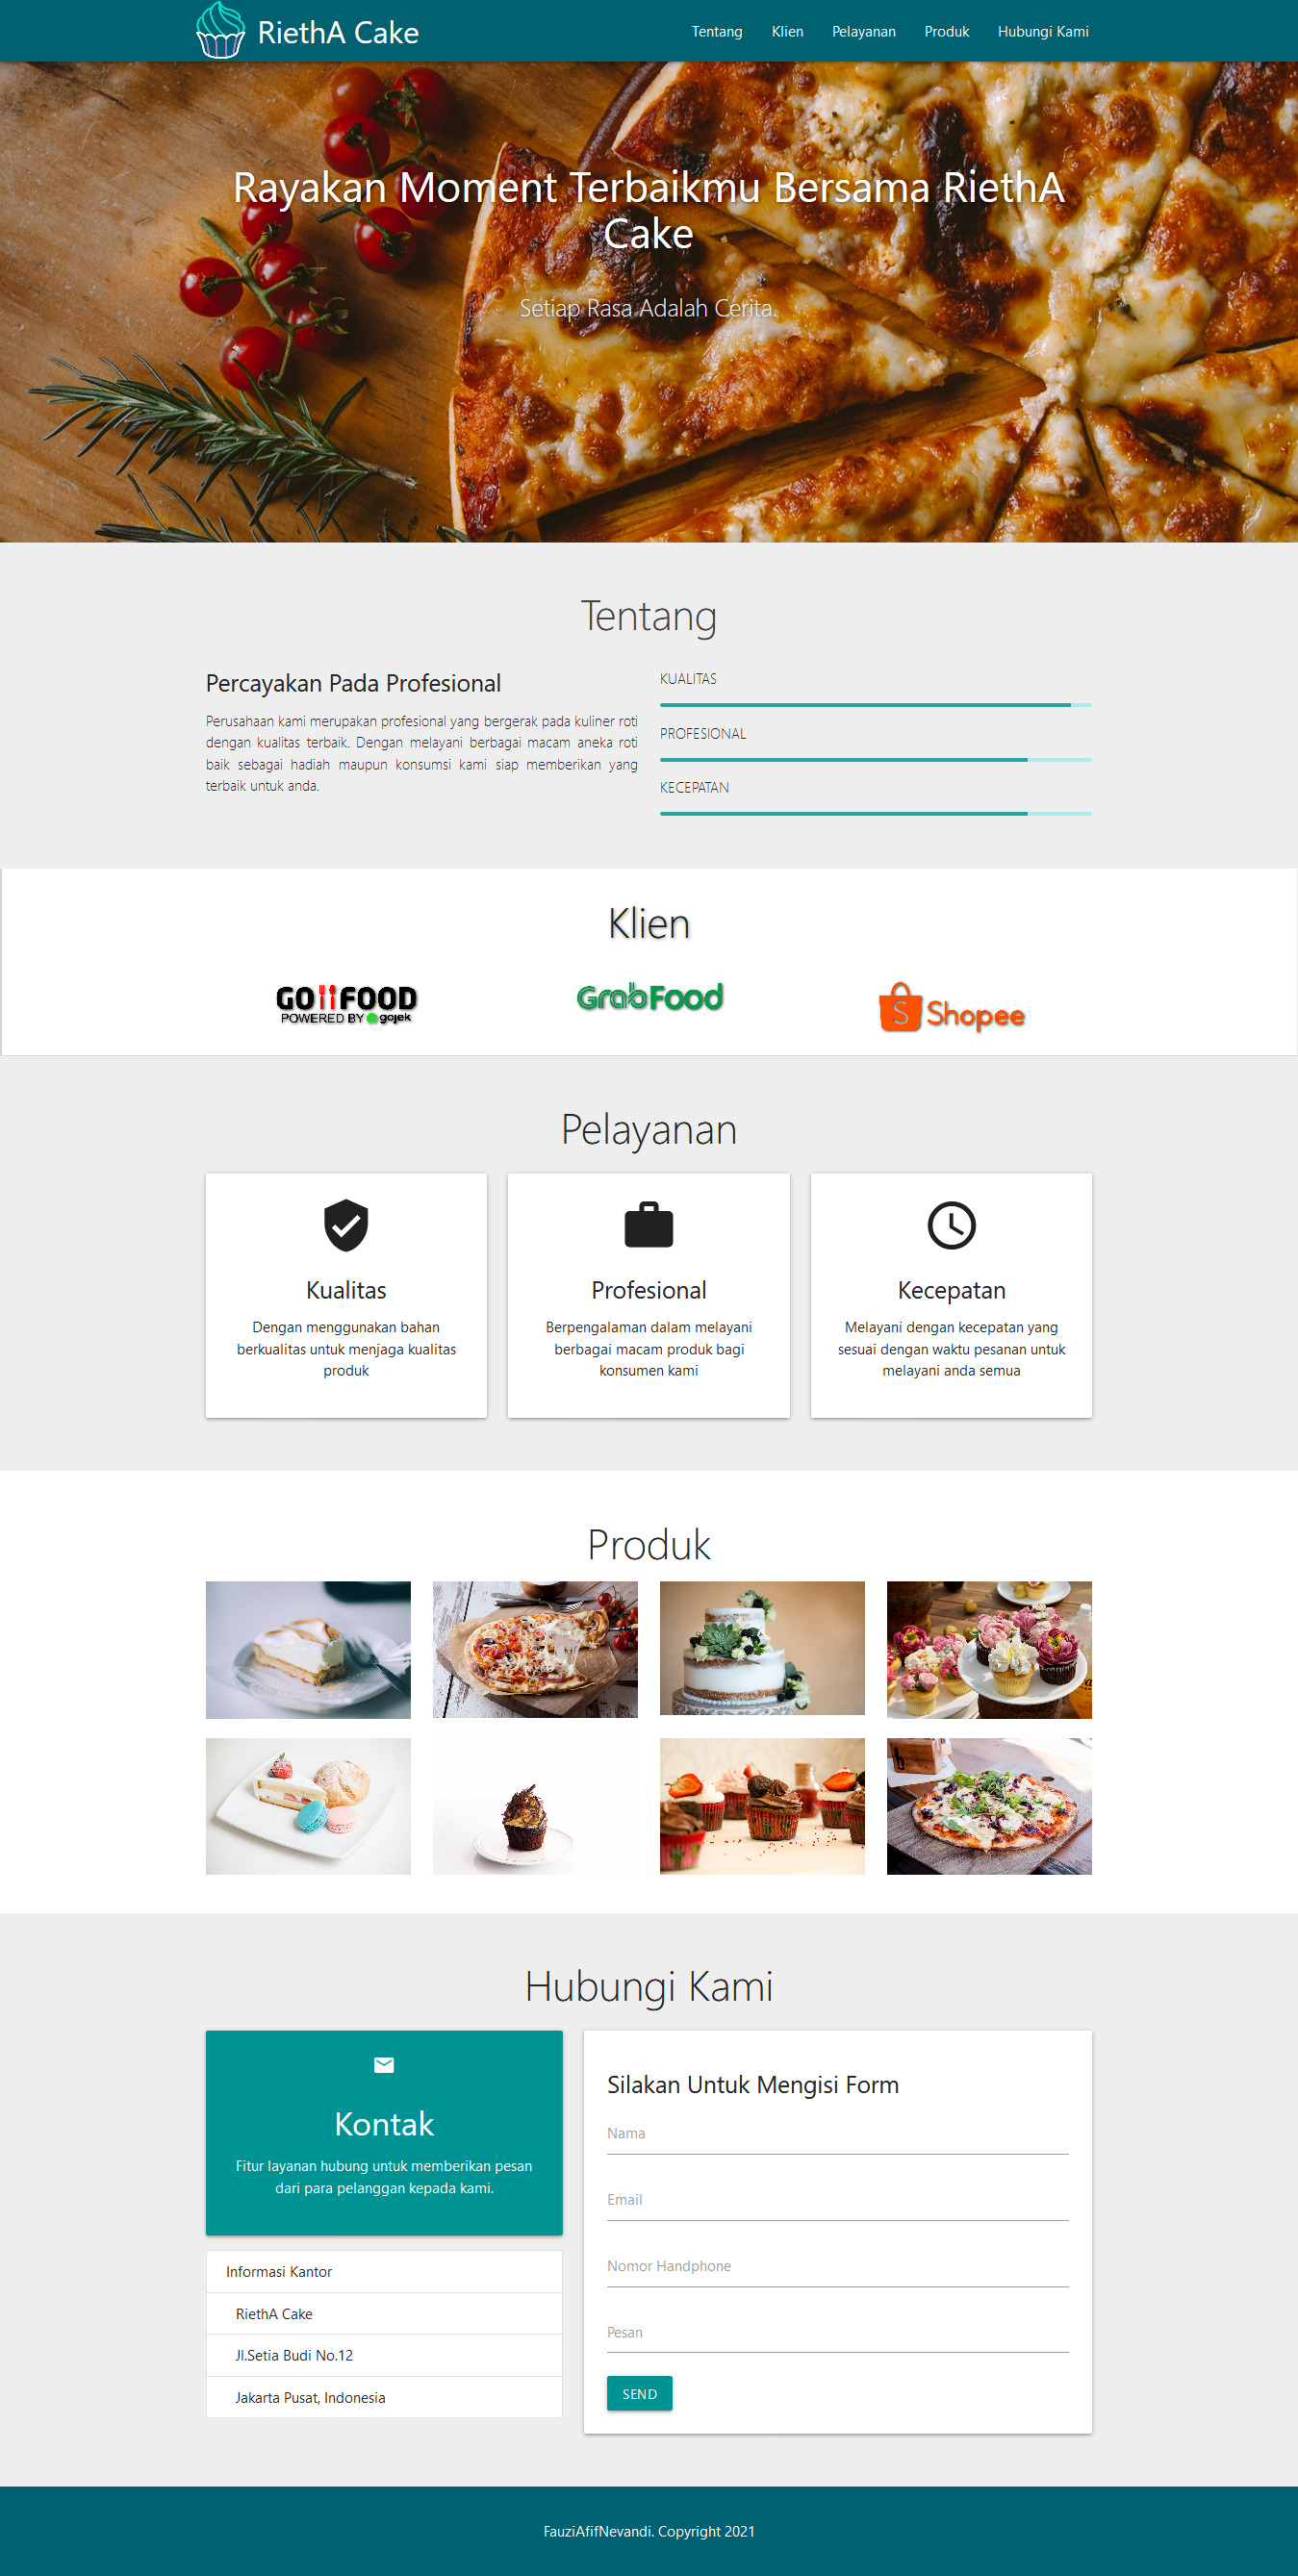 RiethA Cake
Tentang Klien Pelayanan Produk Hubungi Kami
Rayakan Moment Terbaikmu Bersama RiethA
Cake
Setiap Rasa Adalah Cerita.
Tentang
Percayakan Pada Profesional
Perusahaan kami merupakan profesional yang bergerak pada kuliner roti
dengan kualitas terbaik. Dengan melayani berbagai macam aneka roti
baik sebagai hadiah maupun konsumsi kami siap memberikan yang
terbaik untuk anda.
KUALITAS
PROFESIONAL
KECEPATAN
Klien
GO FOOD
POWERED BY gojek
GrabFood
S Shopee
Pelayanan
Kualitas
Dengan menggunakan bahan
berkualitas untuk menjaga kualitas
produk
Profesional
Berpengalaman dalam melayani
berbagai macam produk bagi
konsumen kami
Kecepatan
Melayani dengan kecepatan yang
sesuai dengan waktu pesanan untuk
melayani anda semua
Produk
Hubungi Kami
Kontak
Fitur layanan hubung untuk memberikan pesan
dari para pelanggan kepada kami.
Informasi Kantor
RiethA Cake
Jl.Setia Budi No.12
Jakarta Pusat, Indonesia
Silakan Untuk Mengisi Form
Nama
Email
Nomor Handphone
Pesan
SEND
FauziAfifNevandi. Copyright 2021